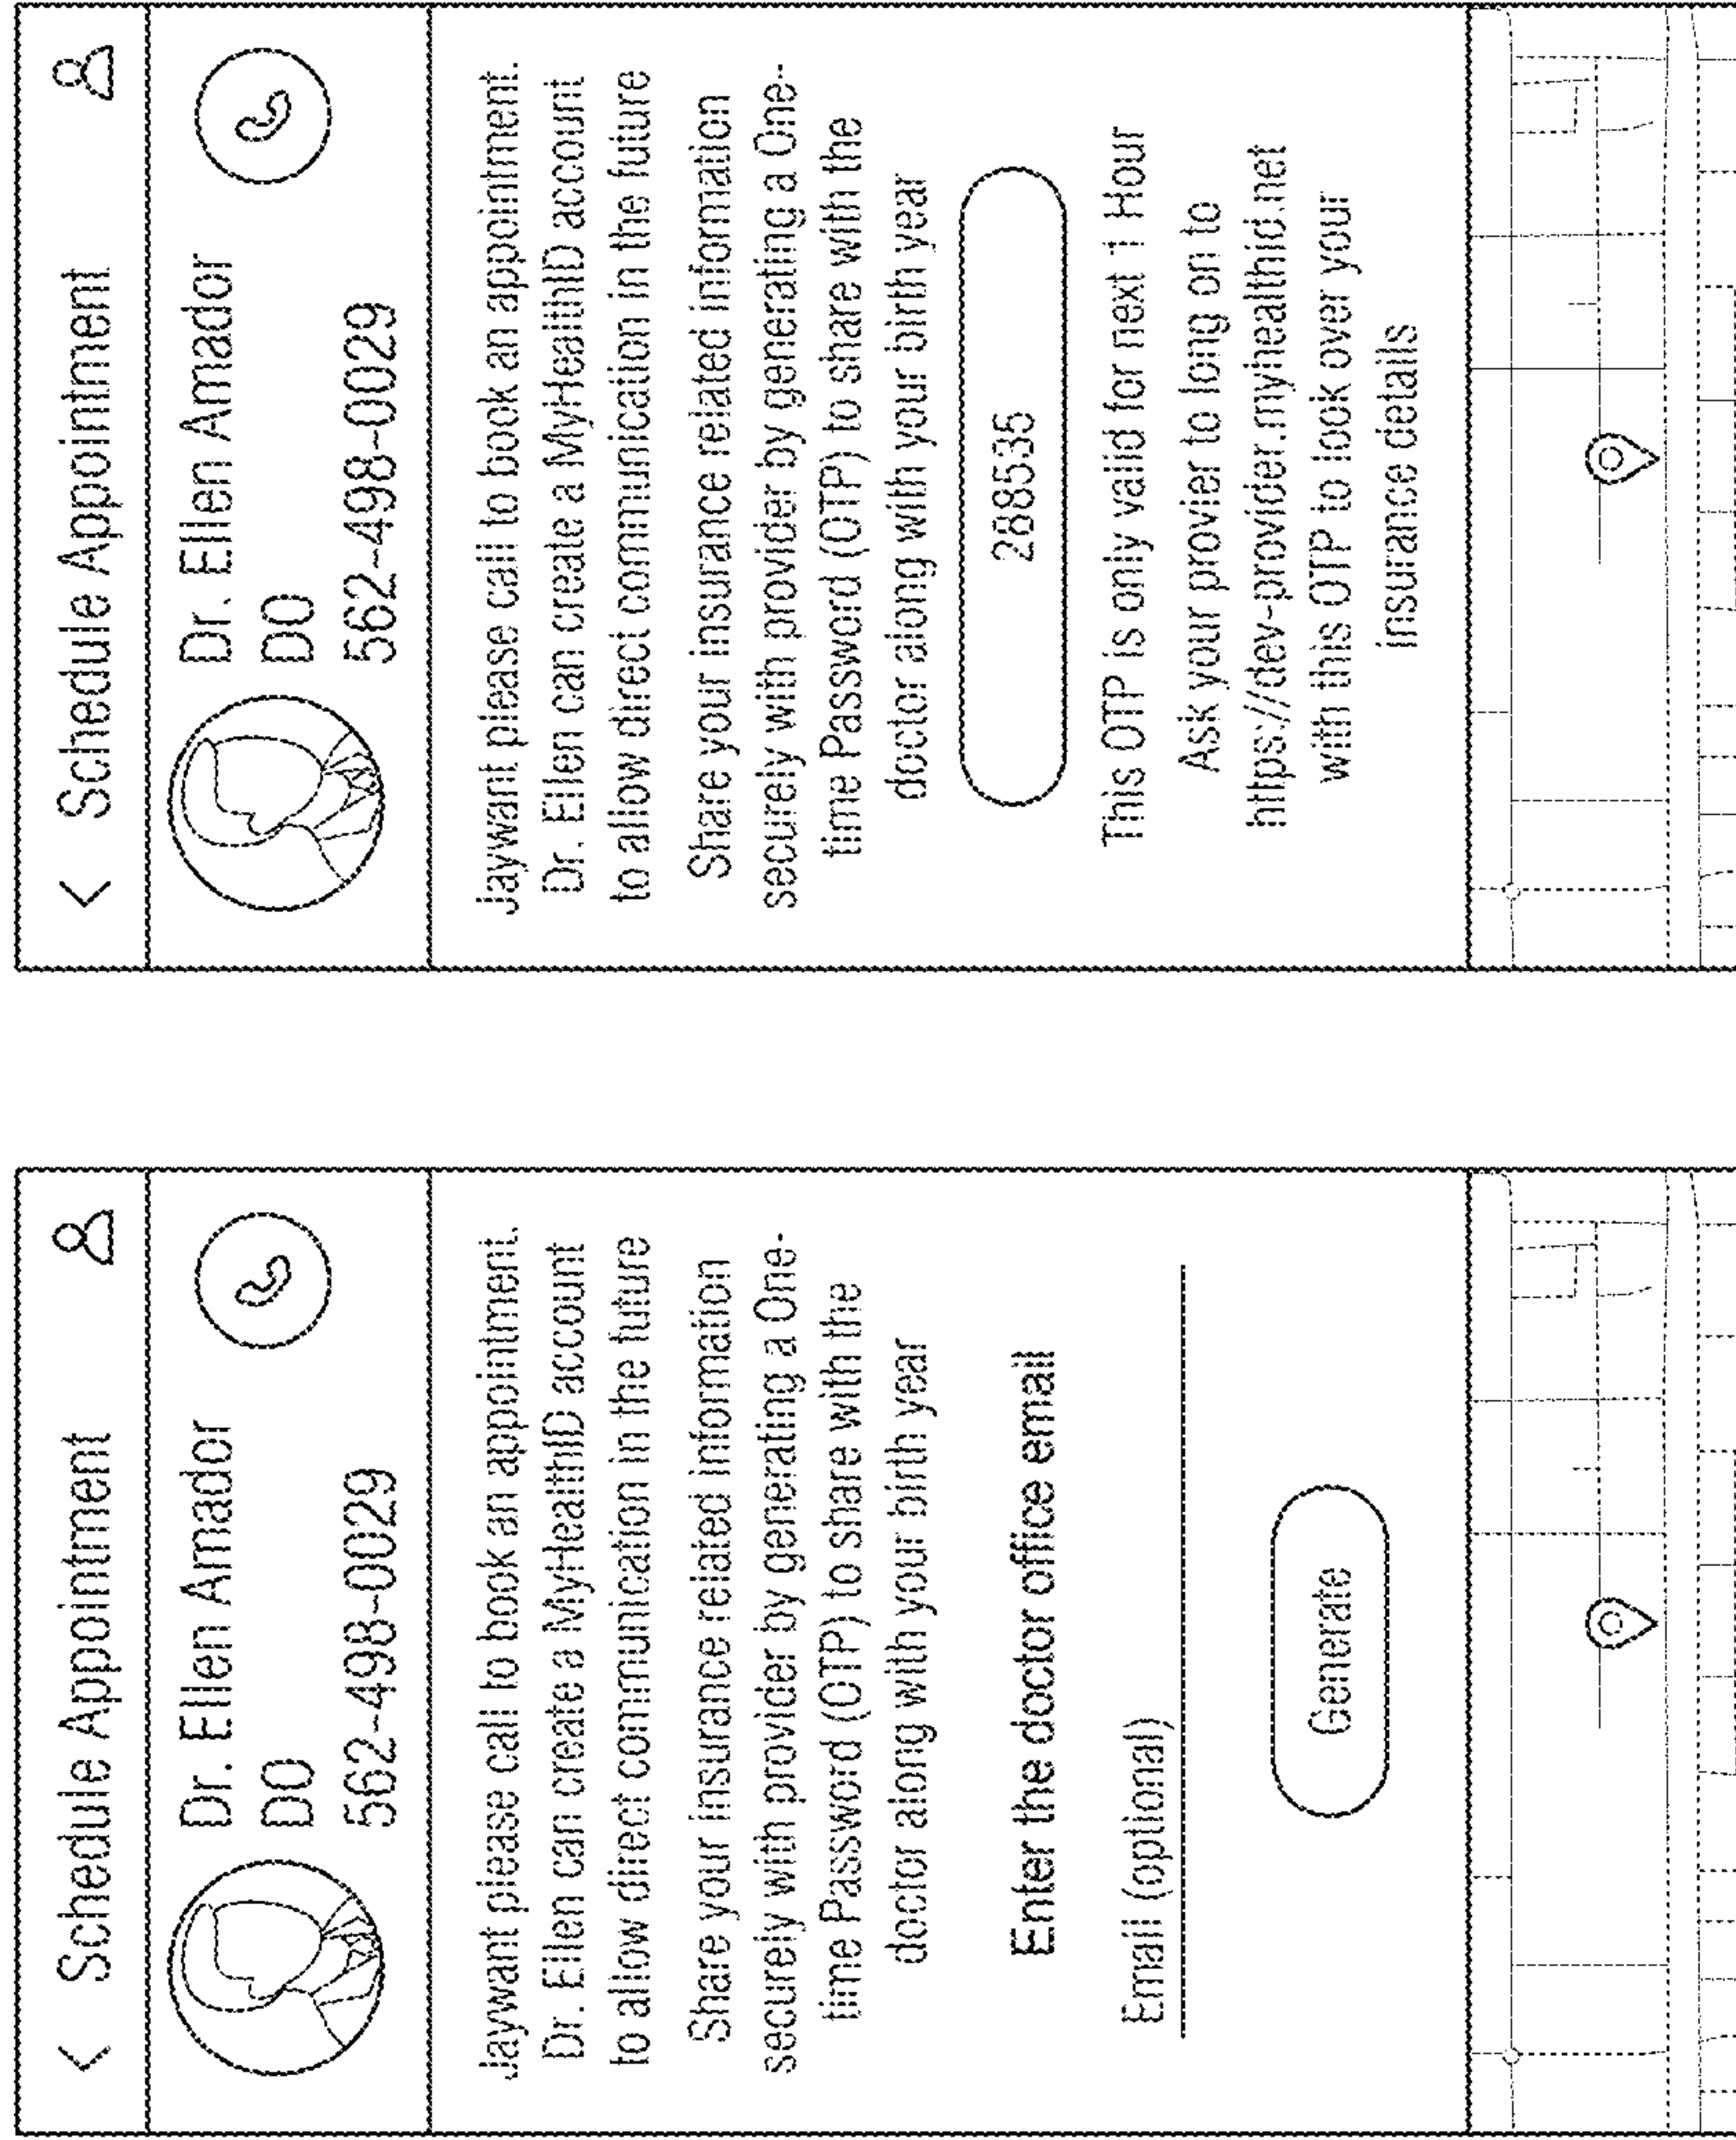 Schedule Appointment
Dr. Ellen Amador
DO
562-498-0029
Jaywant please call to book an appointment.
Dr. Ellen can create a MyHealthID account
to allow direct communication in the future
Share your insurance related information
securely with provider by generating a One-
time Password (OTP) to share with the
doctor along with your birth year
Enter the doctor office email
Email (optional)
Generate
Schedule Appointment
Dr. Ellen Amador
DO
562-498-0029
Jaywant please call to book an appointment.
Dr. Ellen can create a MyHealthID account
to allow direct communication in the future
Share your insurance related information
securely with provider by generating a One-
time Password (OTP) to share with the
doctor along with your birth year
288535
This OTP is only valid for next 1 Hour
Ask your provier to long on to
https://dev-provider.myhealthid.net
with this OTP to look over your
insurance details